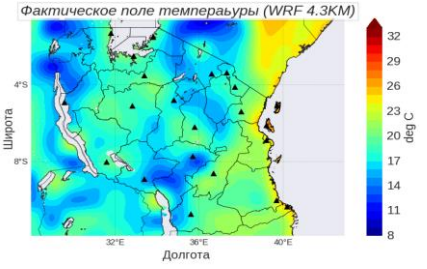 Фактическое поле темперaьуры (WRF 4.3KM)
32
29
26
23
20
17
14
11
8
deg C
4°S
8°S
Широта
32°E
36°E
40°E
Долгота